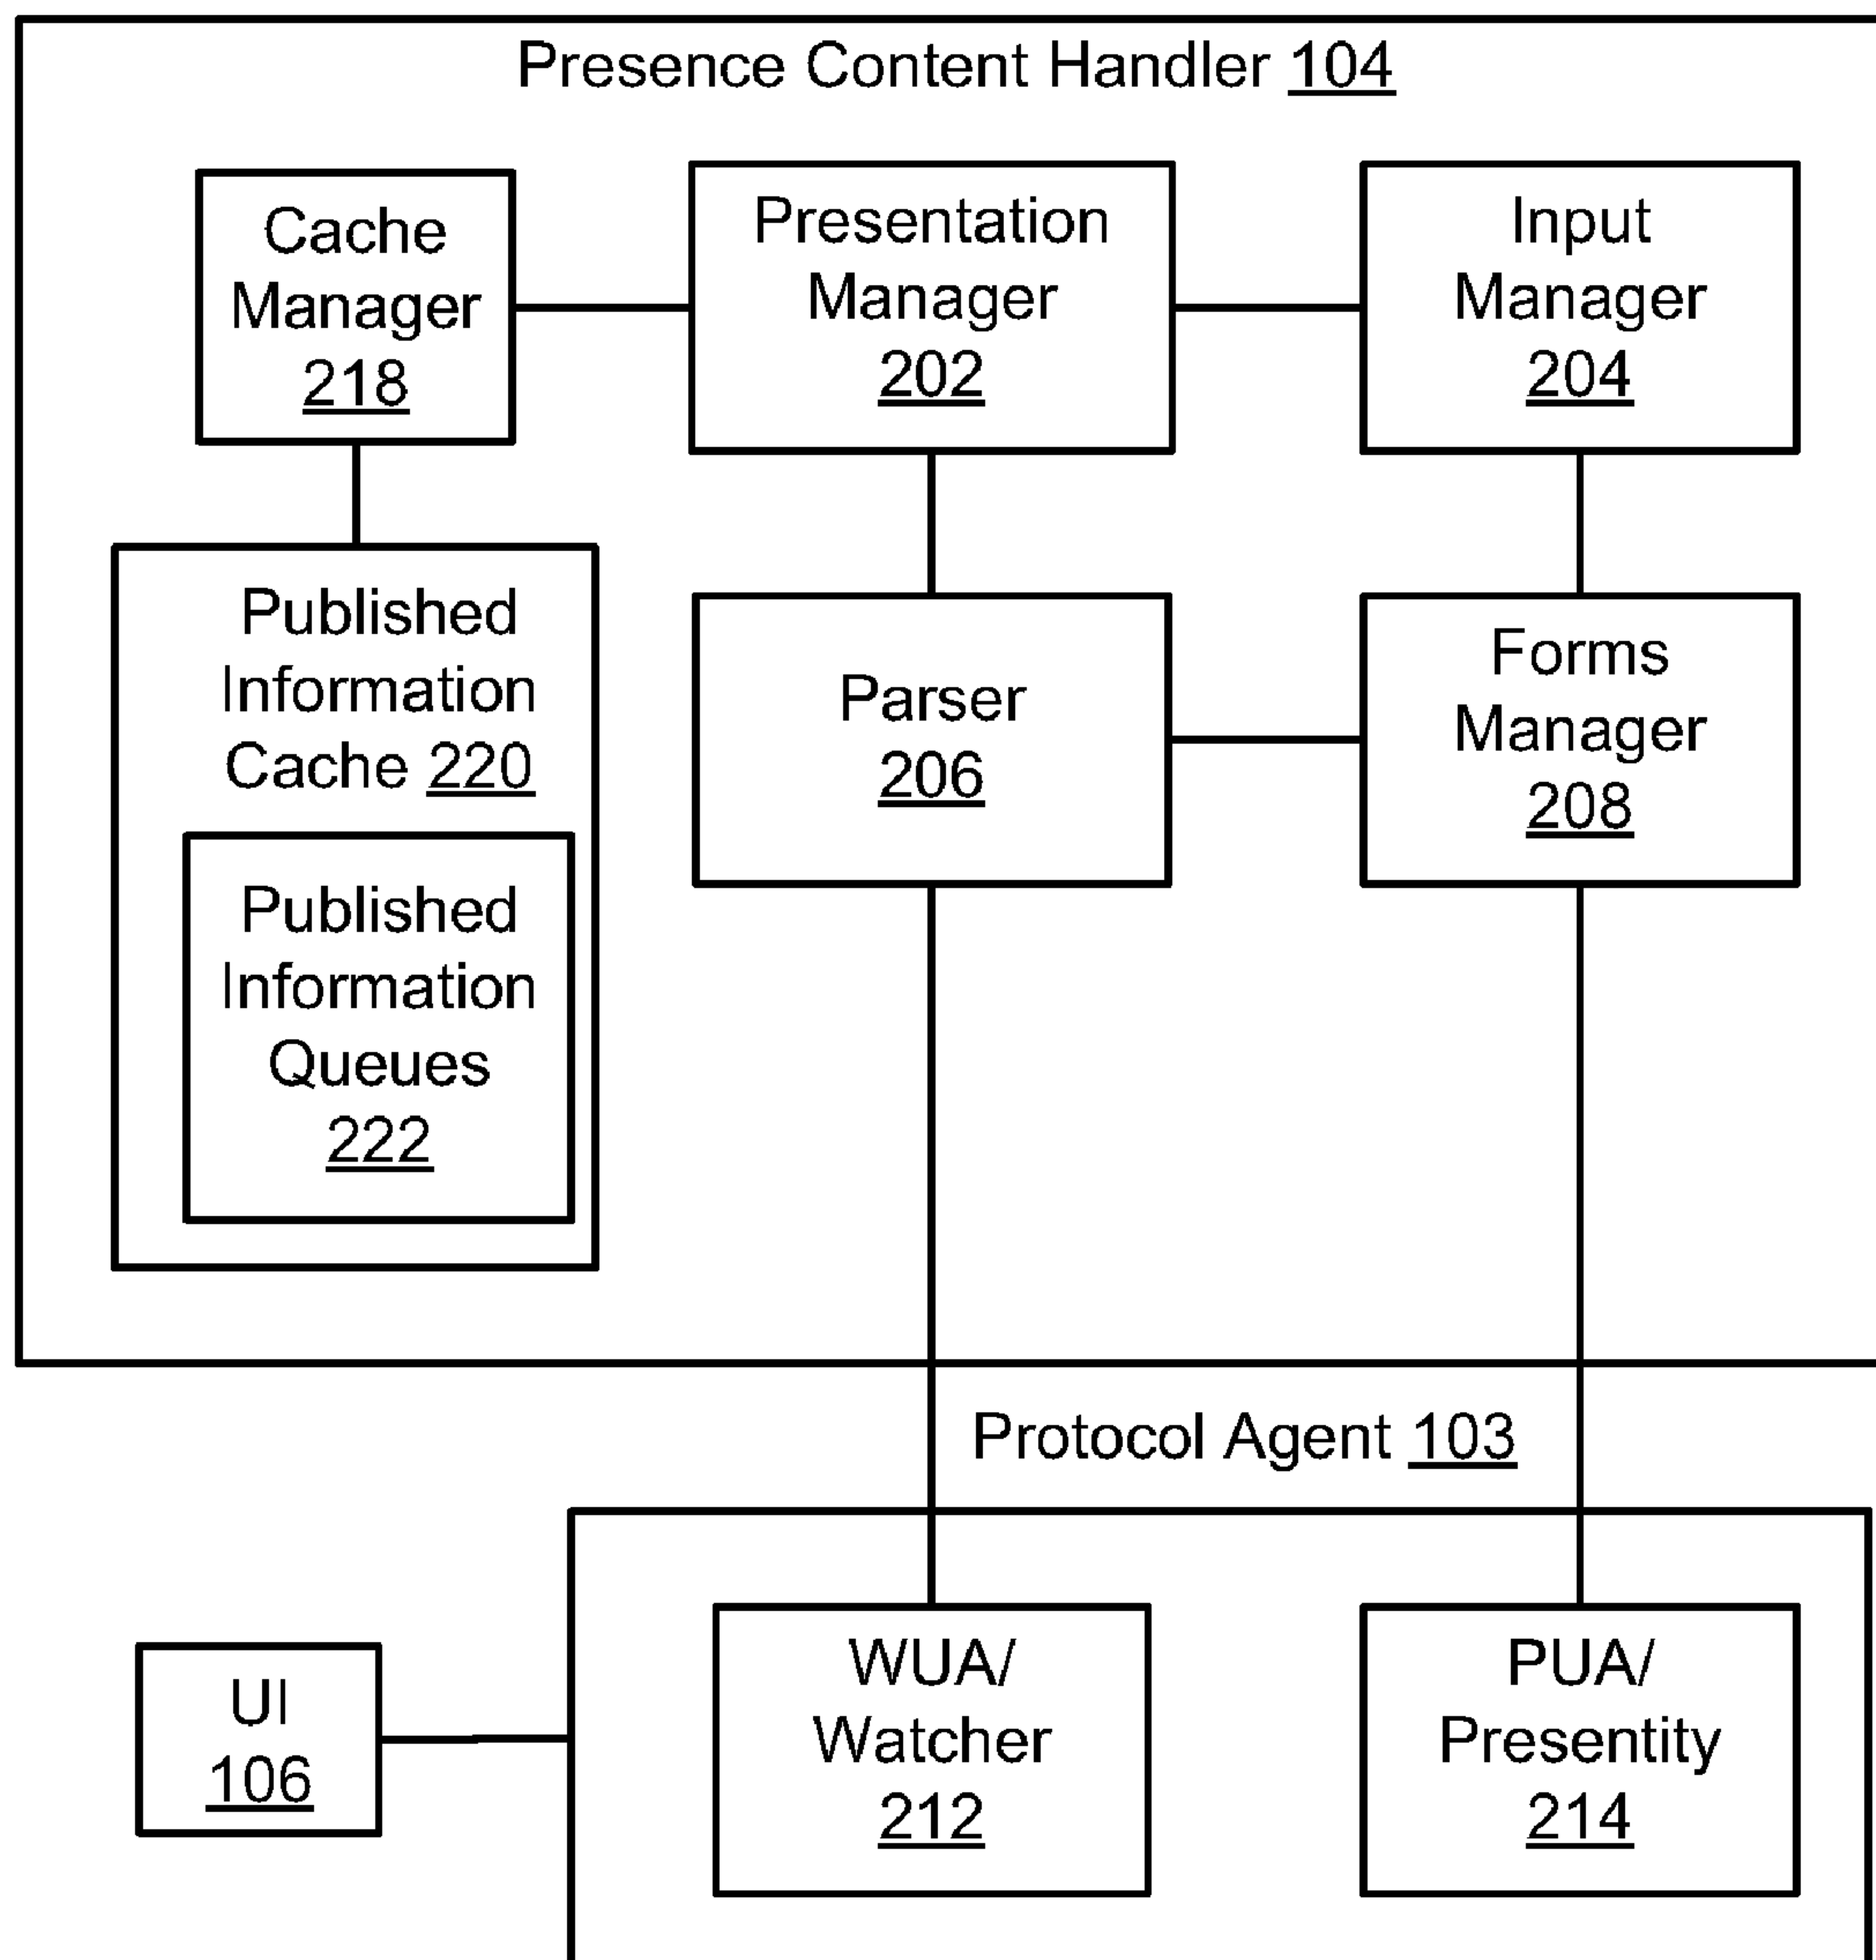 Presence Content Handler 104
Cache
Manager
218
Presentation
Manager
202
Input
Manager
204
Published
Information
Cache 220
Published
Information
Queues
222
Parser
206
Forms
Manager
208
Protocol Agent 103
UI
106
WUA/
Watcher
212
PUA/
Presentity
214